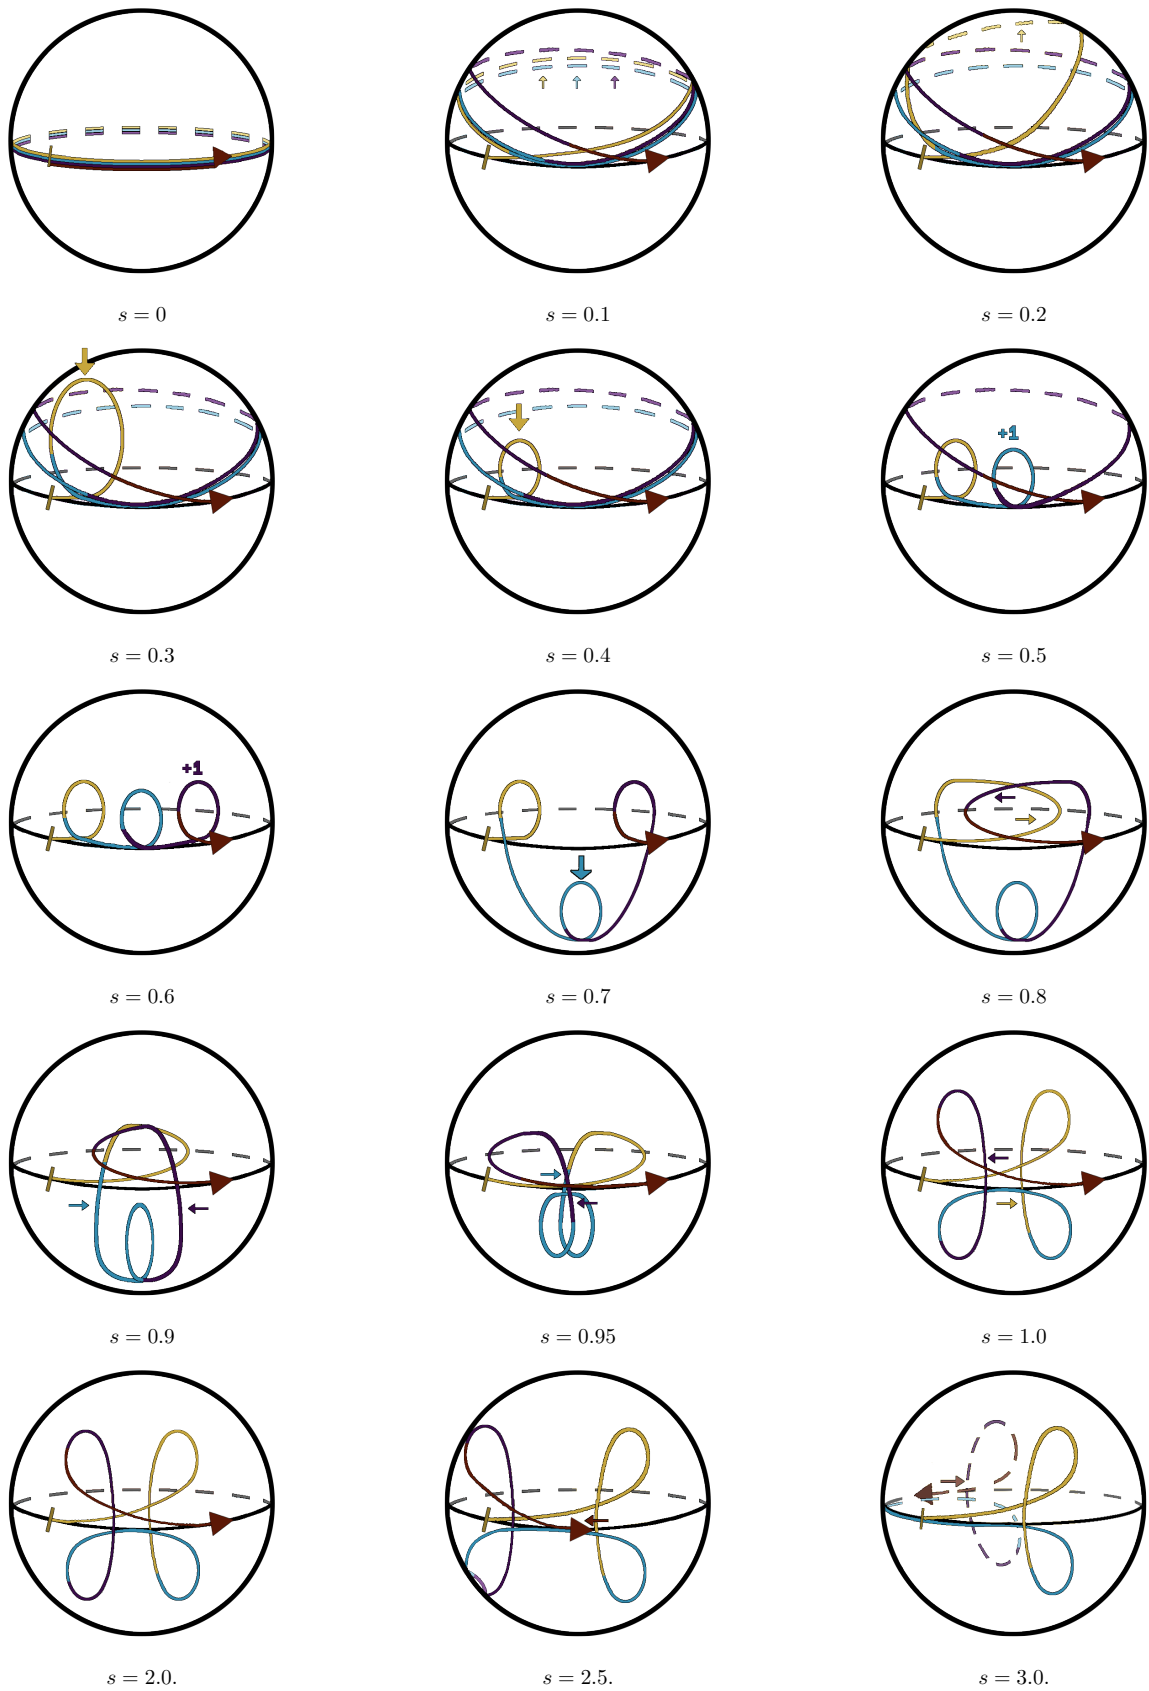 s = 0
s = 0.1
s = 0.2
s = 0.3
s = 0.4
+1
s = 0.5
+1
s = 0.6
s = 0.7
s = 0.8
s = 0.9
s = 0.95
s = 1.0
s = 2.0.
s = 2.5.
s = 3.0.